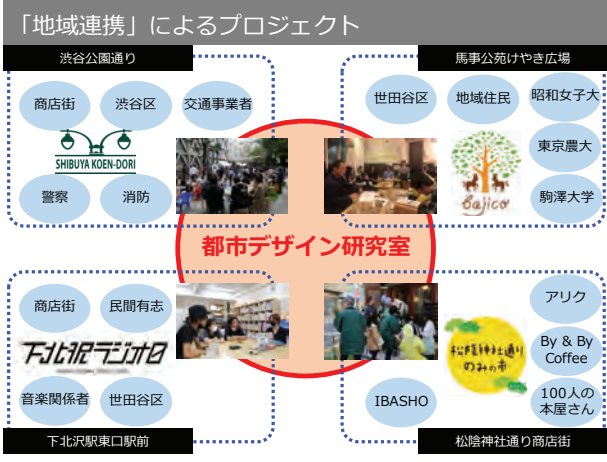 「地域連携」によるプロジェクト
渋谷公園通り
馬事公苑けやき広場
商店街
渋谷区
交通事業者
SHIBUYA KOEN-DORI
警察
消防
世田谷区
地域住民
昭和女子大
東京農大
駒澤大学
Bajico
都市デザイン研究室
商店街
民間有志
下北沢ラジオ
音楽関係者
世田谷区
下北沢駅東口駅前
アリク
松陰神社通り
のみの市
By & By
Coffee
100人の
本屋さん
IBASHO
松陰神社通り商店街